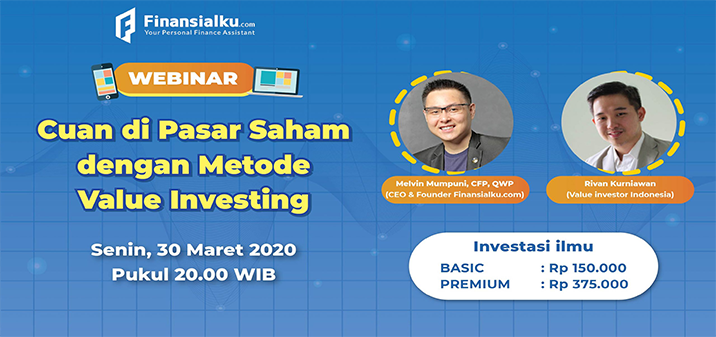 Finansialku.com
Your Personal Finance Assistant
WEBINAR
Cuan di Pasar Saham
dengan Metode
Value Investing
Senin, 30 Maret 2020
Pukul 20.00 WIB
Melvin Mumpuni, CFP, QWP
(CEO & Founder Finansialku.com)
Rivan Kurniawan
(Value investor Indonesia)
Investasi ilmu
BASIC : Rp 150.000
PREMIUM : Rp 375.000